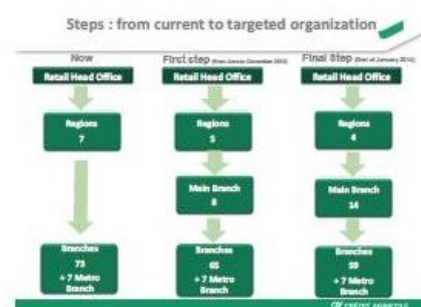 Steps : from current to targeted organization
Now
Retail Head Office
Regions
7
Branches
73
+ 7 Metro
Branch
First step
Retail Head Office
Regions
5
Main Branch
8
Branches
65
+ 7 Metro
Branch
Final Step
Retail Head Office
Regions
4
Main Branch
14
Branches
59
+ 7 Metro
Branch
CRÉDIT AGRICOLE